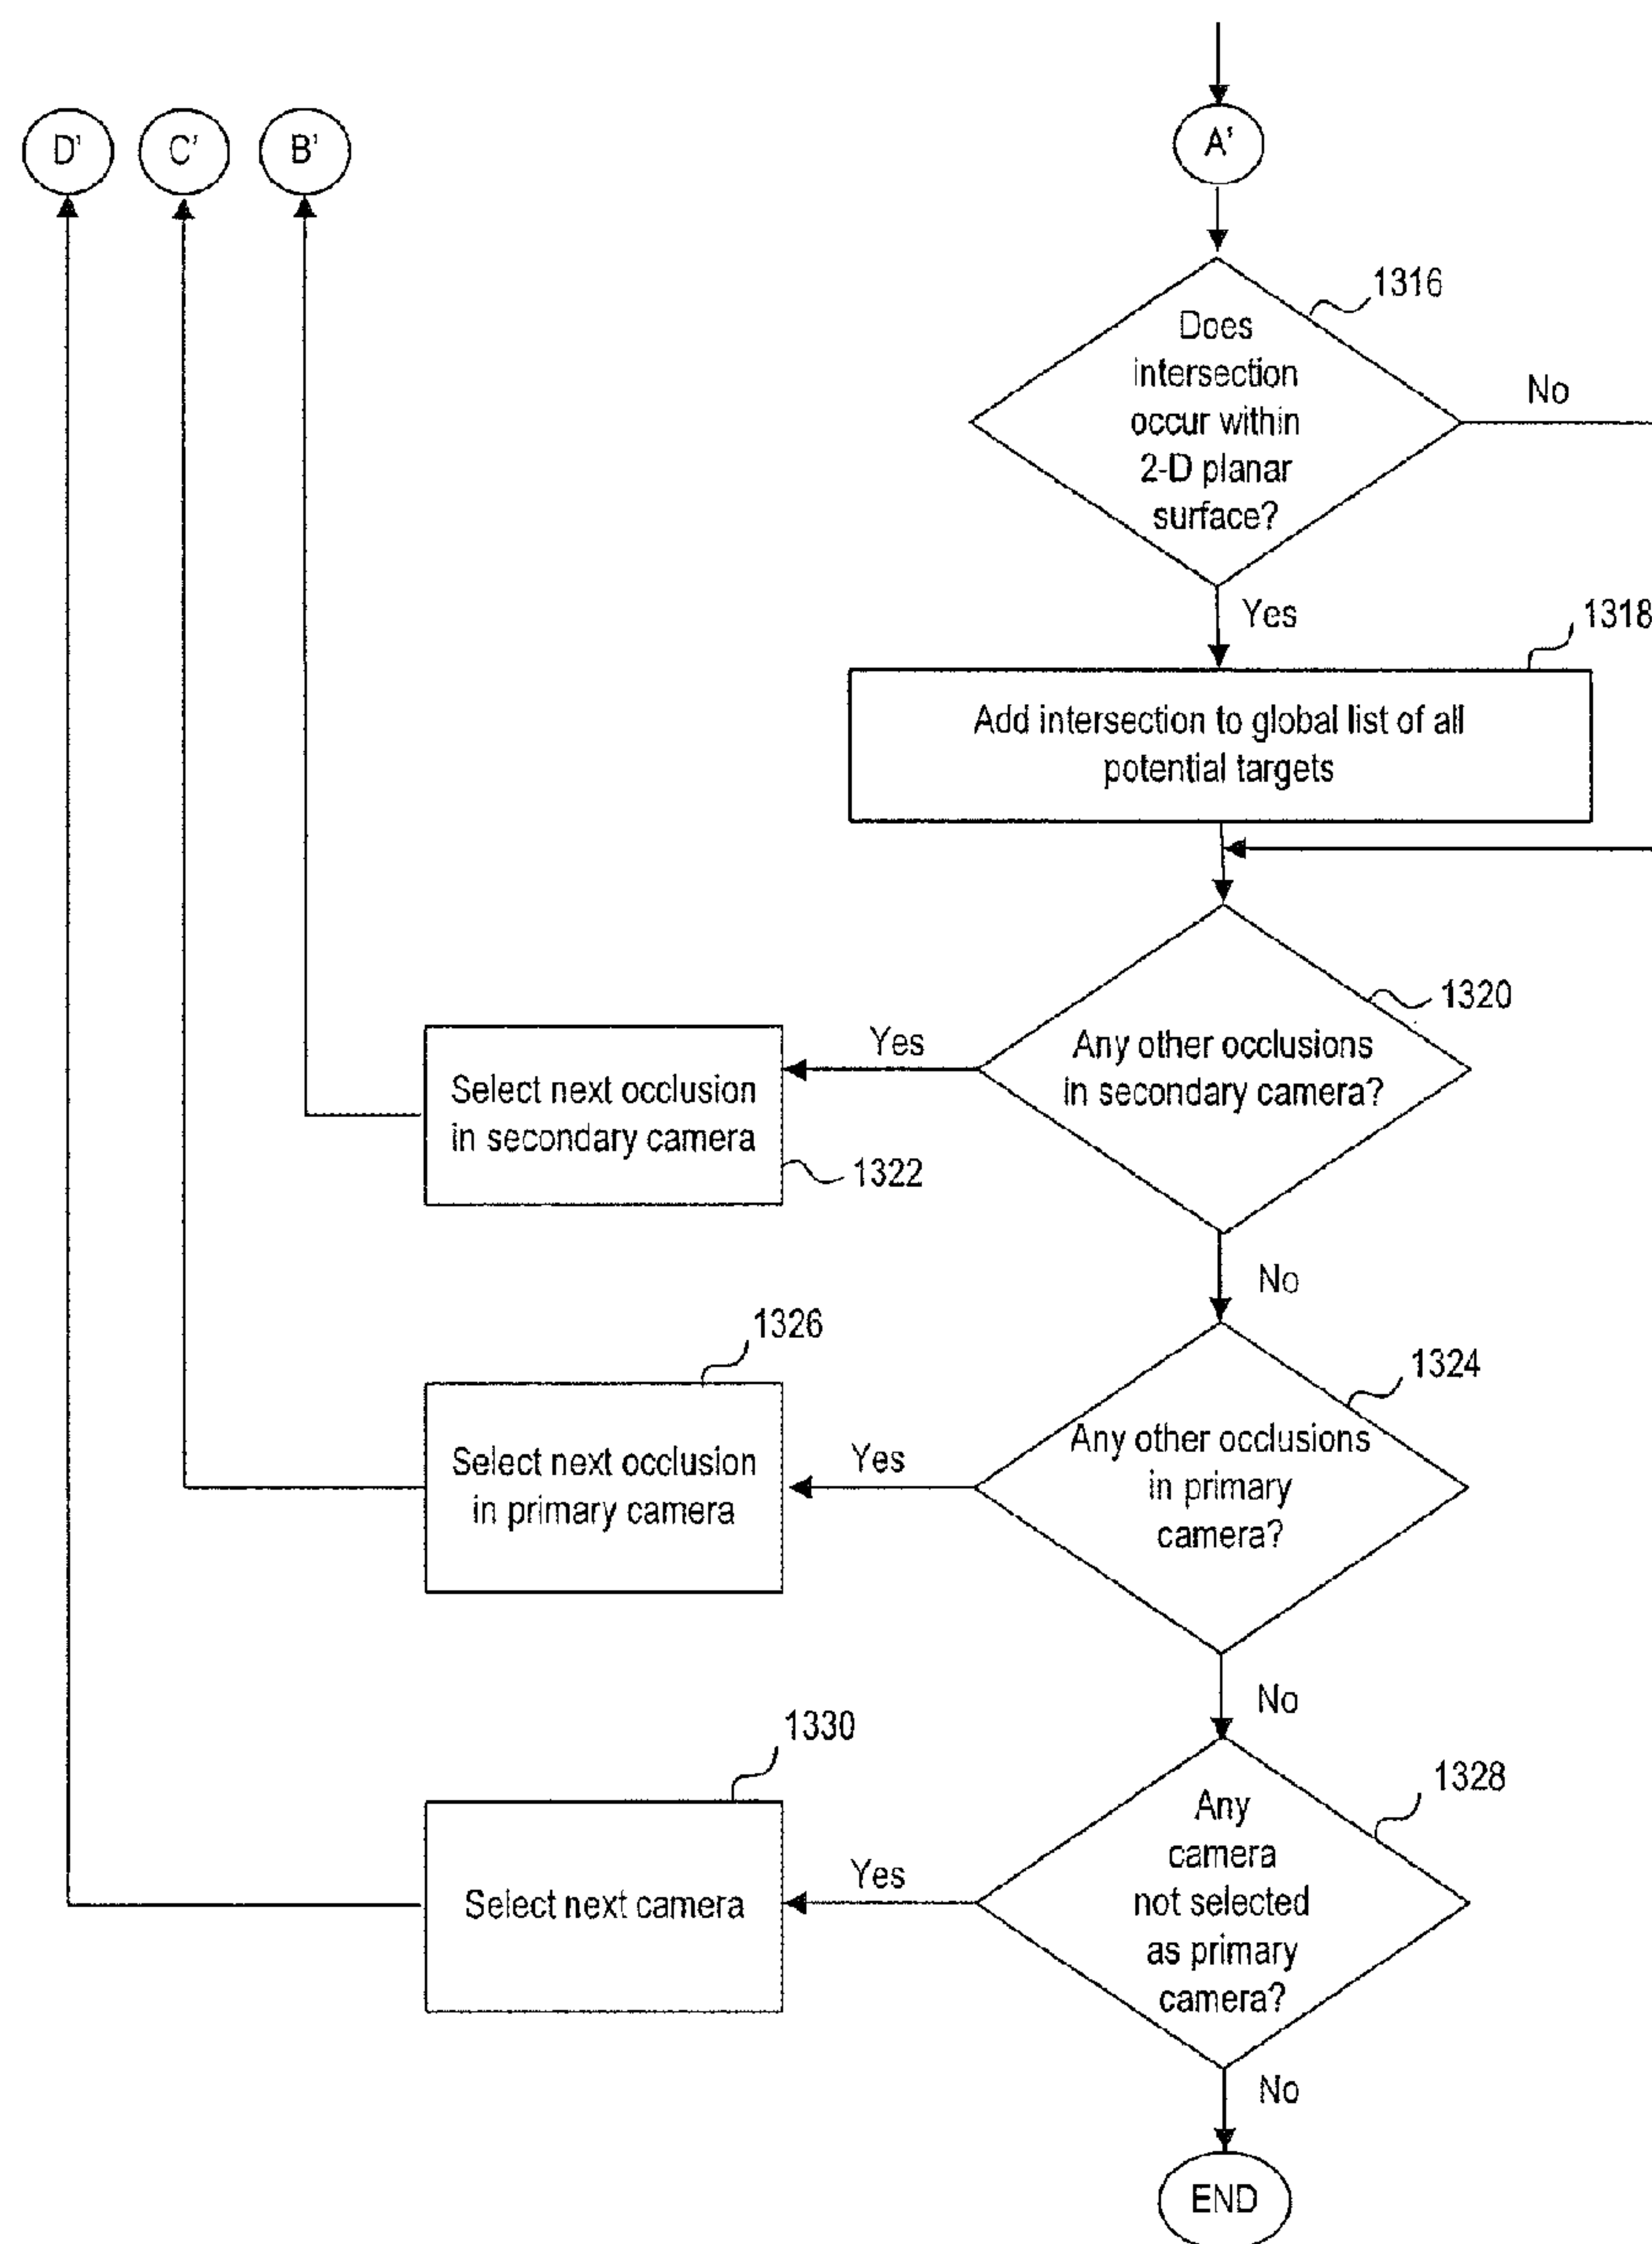 D'
C'
B'
A'
1316
Does
intersection
occur within
2-D planar
surface?
No
Yes
1318
Add intersection to global list of all
potential targets
1320
Any other occlusions
in secondary camera?
Yes
Select next occlusion
in secondary camera
1322
No
1326
1324
Any other occlusions
in primary
camera?
Yes
Select next occlusion
in primary camera
No
1330
1328
Any
camera
not selected
as primary
camera?
Yes
Select next camera
No
END